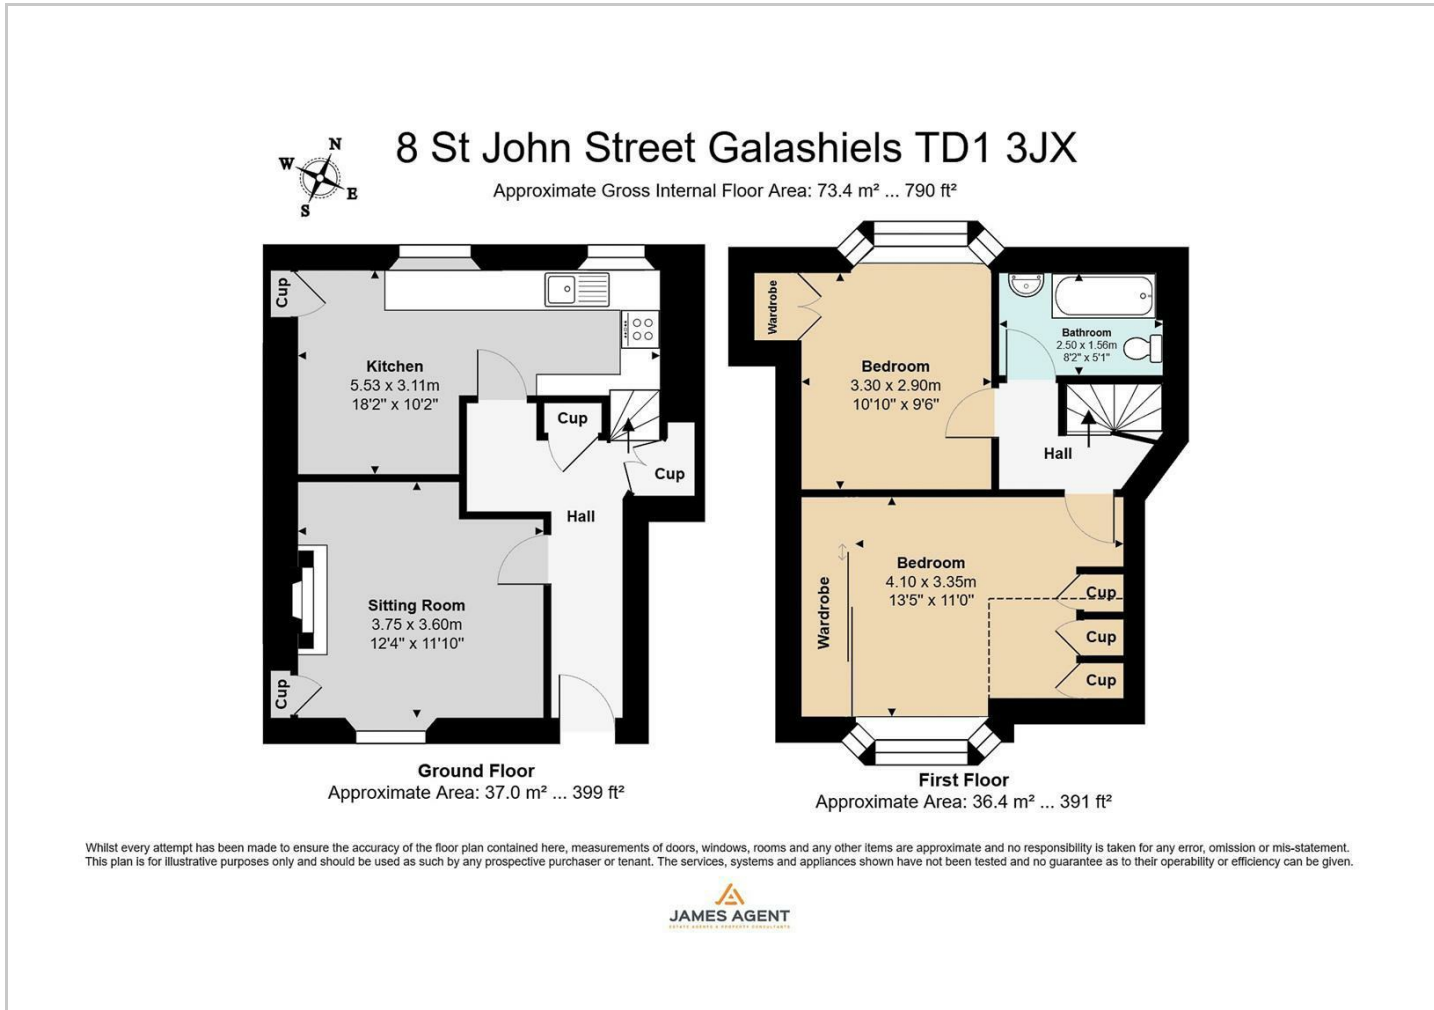 8 St John Street Galashiels TD1 3JX
Approximate Gross Internal Floor Area: 73.4 m² ... 790 ft²
N
W
E
S
Cup
Kitchen
5.53 x 3.11m
18'2" x 10'2"
Cup
Cup
Hall
Sitting Room
3.75 x 3.60m
12'4" x 11'10"
Cup
Ground Floor
Approximate Area: 37.0 m² ... 399 ft²
Wardrobe
Bedroom
3.30 x 2.90m
10'10" x 9'6"
Bathroom
2.50 x 1.56m
8'2" x 5'1"
Hall
Wardrobe
Bedroom
4.10 x 3.35m
13'5" x 11'0"
Cup
Cup
Cup
First Floor
Approximate Area: 36.4 m² ... 391 ft²
Whilst every attempt has been made to ensure the accuracy of the floor plan contained here, measurements of doors, windows, rooms and any other items are approximate and no responsibility is taken for any error, omission or mis-statement.
This plan is for illustrative purposes only and should be used as such by any prospective purchaser or tenant. The services, systems and appliances shown have not been tested and no guarantee as to their operability or efficiency can be given.
JAMES AGENT
ESTATE AGENTS & PROPERTY CONSULTANTS